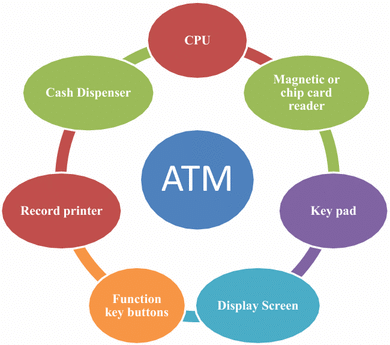 CPU
Magnetic or
chip card
reader
Key pad
Display Screen
Function
key buttons
Record printer
Cash Dispenser
ATM